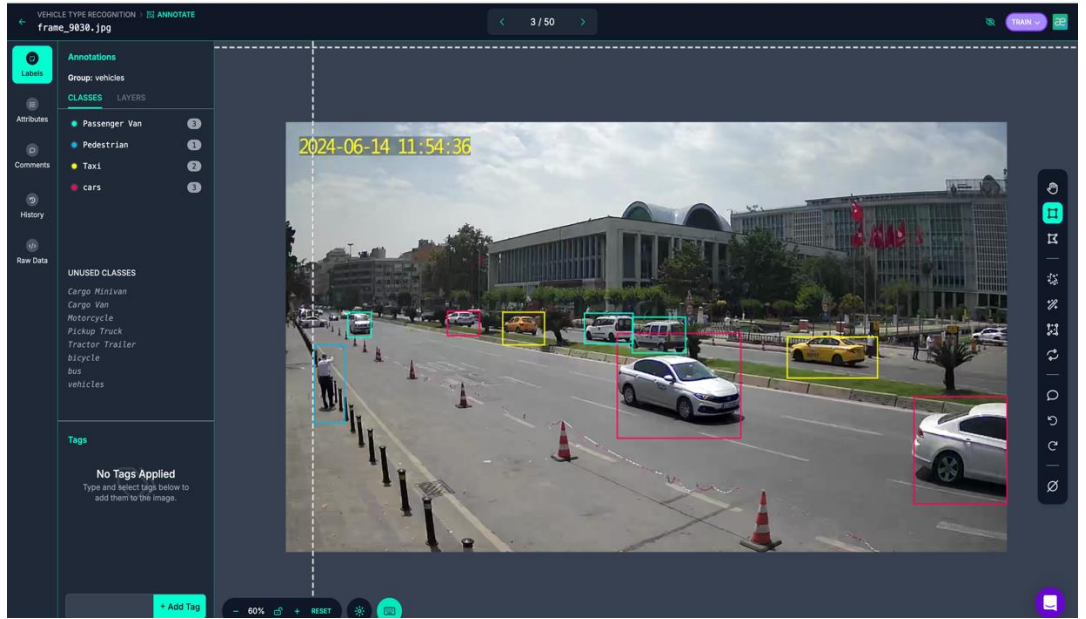 VEHICLE TYPE RECOGNITION > ANNOTATE
frame_9030.jpg
3 / 50
TRAIN
æ
Labels
Attributes
Comments
History
Raw Data
Annotations
Group: vehicles
CLASSES LAYERS
Passenger Van 3
Pedestrian 1
Taxi 2
cars 3
UNUSED CLASSES
Cargo Minivan
Cargo Van
Motorcycle
Pickup Truck
Tractor Trailer
bicycle
bus
vehicles
Tags
No Tags Applied
Type and select tags below to
add them to the image.
+ Add Tag
2024-06-14 11:54:36
− 60% + RESET